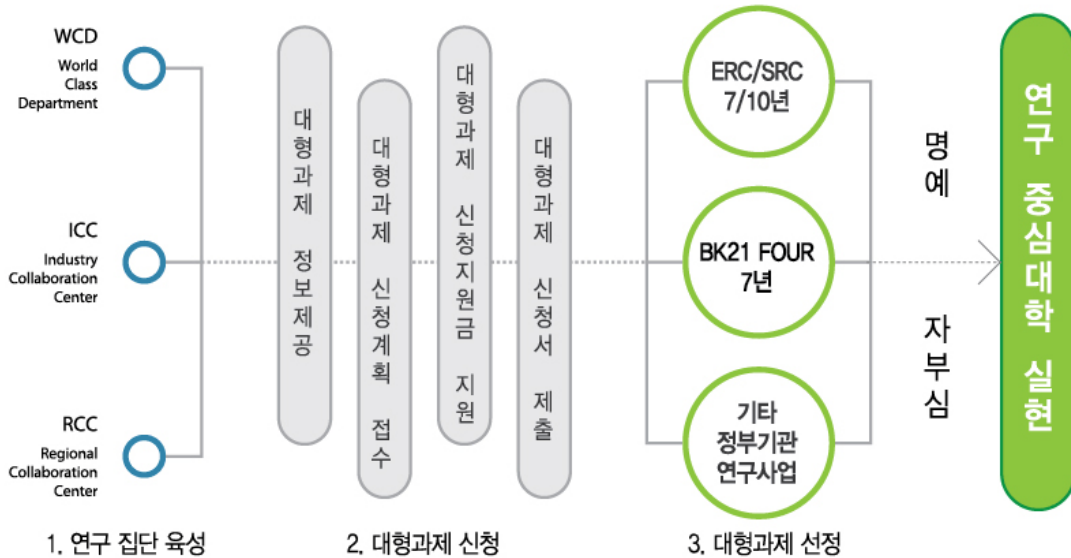 WCD
World
Class
Department
ICC
Industry
Collaboration
Center
RCC
Regional
Collaboration
Center
1. 연구 집단 육성
대형과제 정보제공
대형과제 신청계획 접수
대형과제 신청지원금 지원
대형과제 신청서 제출
2. 대형과제 신청
ERC/SRC
7/10년
BK21 FOUR
7년
기타
정부기관
연구사업
3. 대형과제 선정
명예
자부심
연구 중심대학 실현